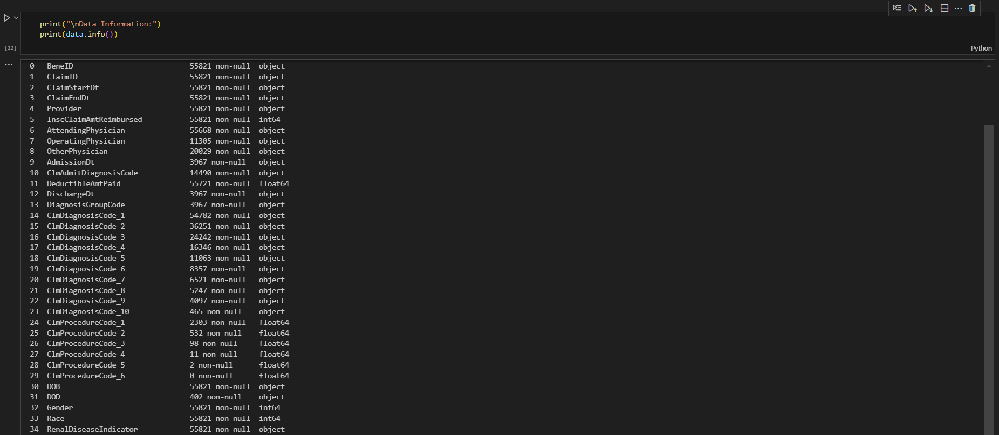 print("\nData Information:")
print(data.info())
[22]
Python
0 BeneID 55821 non-null object
1 ClaimID 55821 non-null object
2 ClaimStartDt 55821 non-null object
3 ClaimEndDt 55821 non-null object
4 Provider 55821 non-null object
5 InscClaimAmtReimbursed 55821 non-null int64
6 AttendingPhysician 55668 non-null object
7 OperatingPhysician 11305 non-null object
8 OtherPhysician 20029 non-null object
9 AdmissionDt 3967 non-null object
10 ClmAdmitDiagnosisCode 14490 non-null object
11 DeductibleAmtPaid 55721 non-null float64
12 DischargeDt 3967 non-null object
13 DiagnosisGroupCode 3967 non-null object
14 ClmDiagnosisCode_1 54782 non-null object
15 ClmDiagnosisCode_2 36251 non-null object
16 ClmDiagnosisCode_3 24242 non-null object
17 ClmDiagnosisCode_4 16346 non-null object
18 ClmDiagnosisCode_5 11063 non-null object
19 ClmDiagnosisCode_6 8357 non-null object
20 ClmDiagnosisCode_7 6521 non-null object
21 ClmDiagnosisCode_8 5247 non-null object
22 ClmDiagnosisCode_9 4097 non-null object
23 ClmDiagnosisCode_10 465 non-null object
24 ClmProcedureCode_1 2303 non-null float64
25 ClmProcedureCode_2 532 non-null float64
26 ClmProcedureCode_3 98 non-null float64
27 ClmProcedureCode_4 11 non-null float64
28 ClmProcedureCode_5 2 non-null float64
29 ClmProcedureCode_6 0 non-null float64
30 DOB 55821 non-null object
31 DOD 402 non-null object
32 Gender 55821 non-null int64
33 Race 55821 non-null int64
34 RenalDiseaseIndicator 55821 non-null object